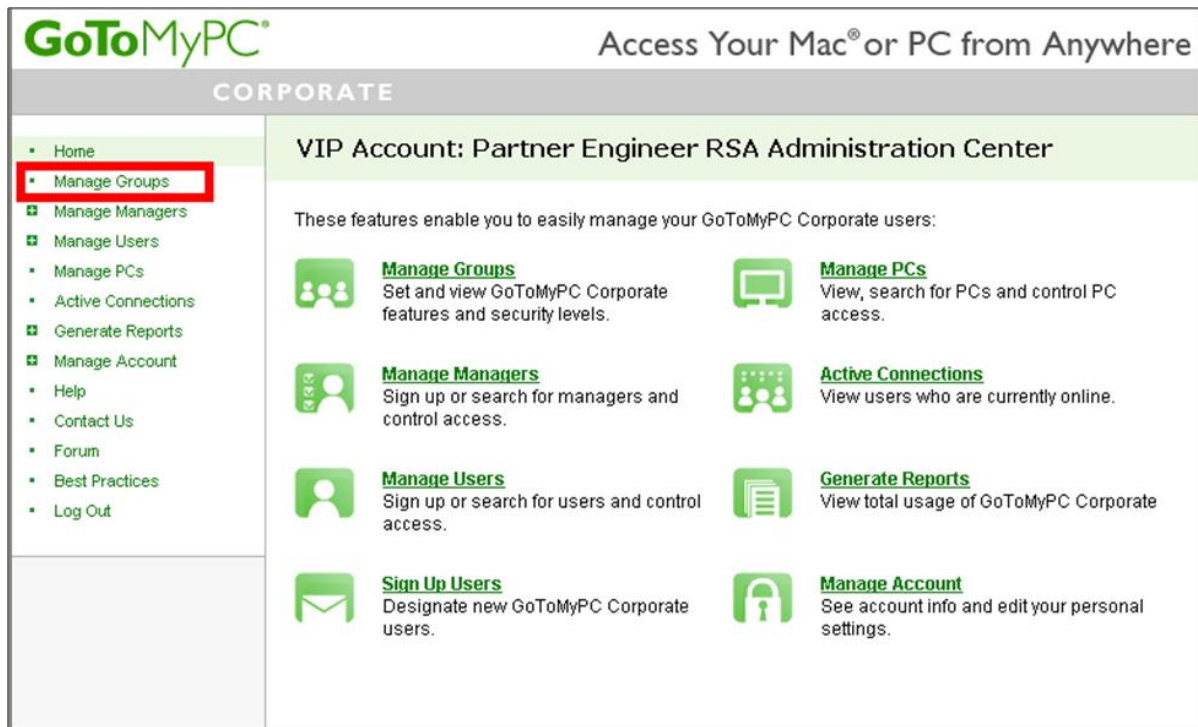 GoToMyPC®
Access Your Mac® or PC from Anywhere
CORPORATE
Home
Manage Groups
Manage Managers
Manage Users
Manage PCs
Active Connections
Generate Reports
Manage Account
Help
Contact Us
Forum
Best Practices
Log Out
VIP Account: Partner Engineer RSA Administration Center
These features enable you to easily manage your GoToMyPC Corporate users:
Manage Groups
Set and view GoToMyPC Corporate
features and security levels.
Manage PCs
View, search for PCs and control PC
access.
Manage Managers
Sign up or search for managers and
control access.
Active Connections
View users who are currently online.
Manage Users
Sign up or search for users and control
access.
Generate Reports
View total usage of GoToMyPC Corporate
Sign Up Users
Designate new GoToMyPC Corporate
users.
Manage Account
See account info and edit your personal
settings.